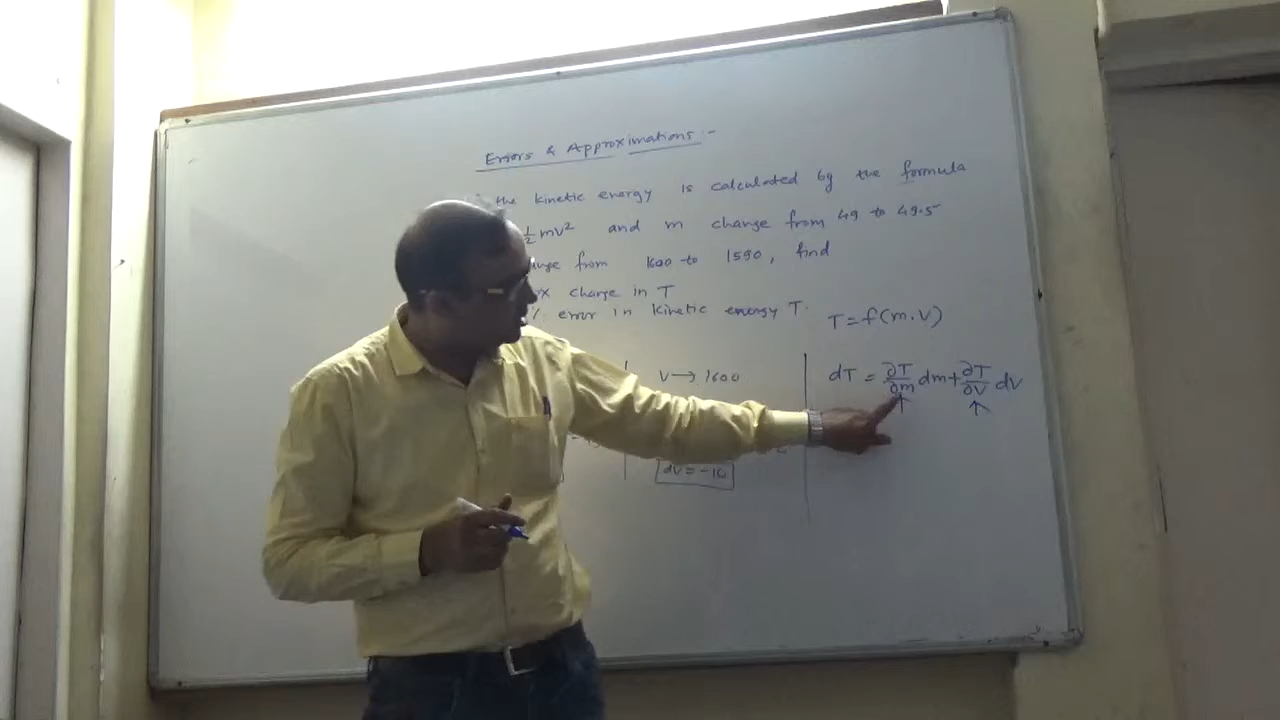 Errors & Approximations :-
the kinetic energy is calculated by the formula
½mv² and m change from 49 to 49.5
from 1600 to 1590, find
change in T
% error in kinetic energy T.
T = f(m.V)
V → 1600
dT = ∂T/∂m dm + ∂T/∂V dV
dV = -10